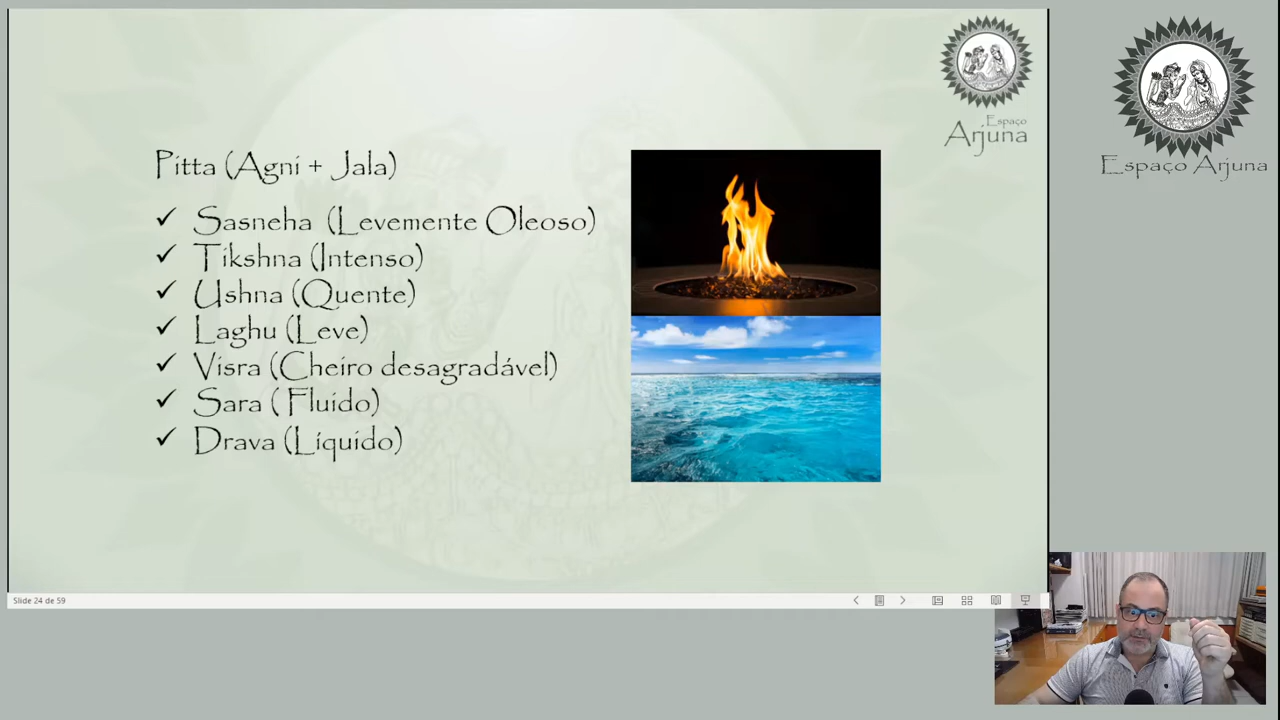 Espaço
Arjuna
Espaço Arjuna
Pitta (Agni + Jala)
✓ Sasneha (Levemente Oleoso)
✓ Tikshna (Intenso)
✓ Ushna (Quente)
✓ Laghu (Leve)
✓ Visra (Cheiro desagradável)
✓ Sara ( Fluido)
✓ Drava (Líquido)
Slide 24 de 59